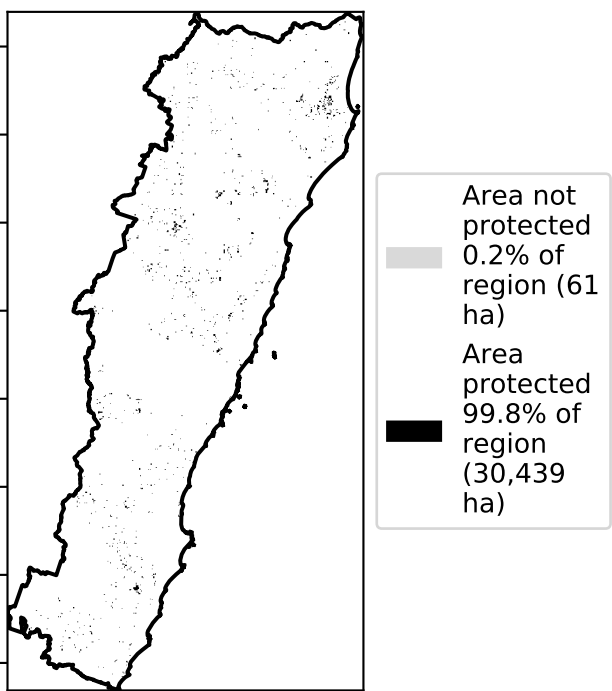 Area not
protected
0.2% of
region (61
ha)
Area
protected
99.8% of
region
(30,439
ha)